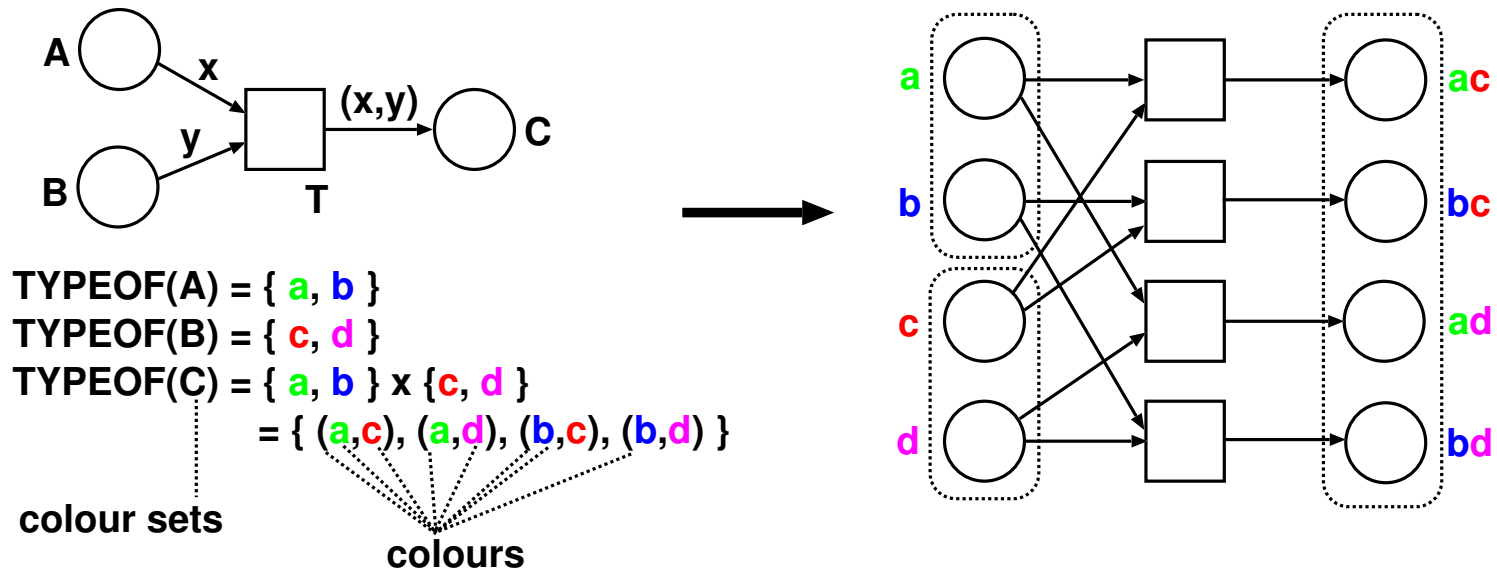 A
x
(x,y)
C
y
B
T
TYPEOF(A) = { a, b }
TYPEOF(B) = { c, d }
TYPEOF(C) = { a, b } x {c, d }
= { (a,c), (a,d), (b,c), (b,d) }
colour sets
colours
a
ac
b
bc
c
ad
d
bd